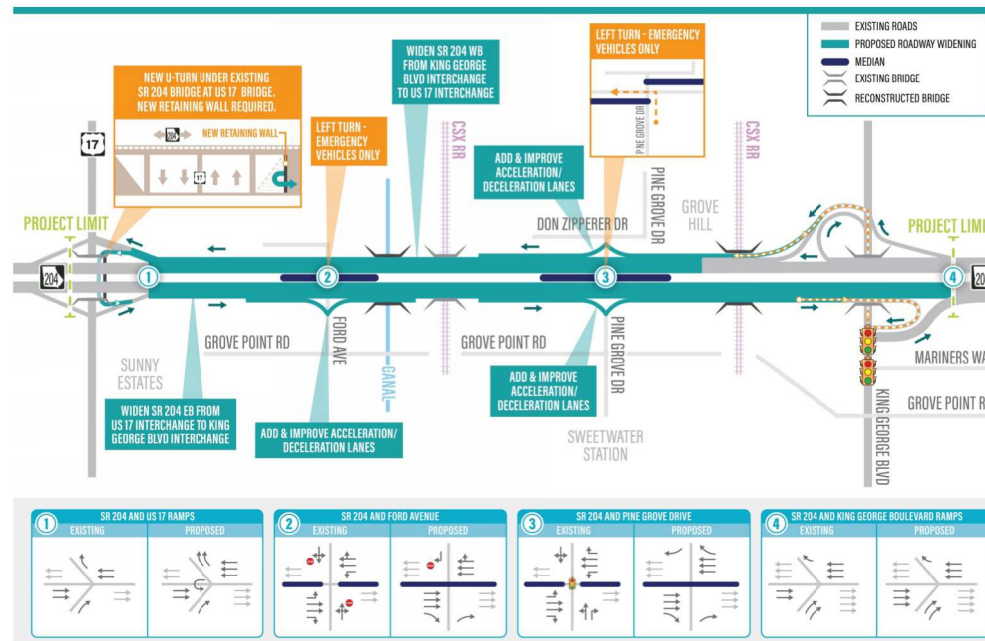 EXISTING ROADS
PROPOSED ROADWAY WIDENING
MEDIAN
EXISTING BRIDGE
RECONSTRUCTED BRIDGE
NEW U-TURN UNDER EXISTING
SR 204 BRIDGE AT US 17 BRIDGE.
NEW RETAINING WALL REQUIRED.
204
NEW RETAINING WALL
17
17
LEFT TURN -
EMERGENCY
VEHICLES ONLY
WIDEN SR 204 WB
FROM KING GEORGE
BLVD INTERCHANGE
TO US 17 INTERCHANGE
LEFT TURN - EMERGENCY
VEHICLES ONLY
PINE GROVE DR
CSX RR
CSX RR
ADD & IMPROVE
ACCELERATION/
DECELERATION LANES
PINE GROVE DR
DON ZIPPERER DR
GROVE
HILL
PROJECT LIMIT
PROJECT LIMI
204
1
2
3
4
20
GROVE POINT RD
FORD AVE
CANAL
GROVE POINT RD
PINE GROVE DR
MARINERS WA
GROVE POINT R
KING GEORGE BLVD
SUNNY
ESTATES
WIDEN SR 204 EB FROM
US 17 INTERCHANGE TO KING
GEORGE BLVD INTERCHANGE
ADD & IMPROVE ACCELERATION/
DECELERATION LANES
ADD & IMPROVE
ACCELERATION/
DECELERATION LANES
SWEETWATER
STATION
1
SR 204 AND US 17 RAMPS
EXISTING
PROPOSED
2
SR 204 AND FORD AVENUE
EXISTING
PROPOSED
3
SR 204 AND PINE GROVE DRIVE
EXISTING
PROPOSED
4
SR 204 AND KING GEORGE BOULEVARD RAMPS
EXISTING
PROPOSED